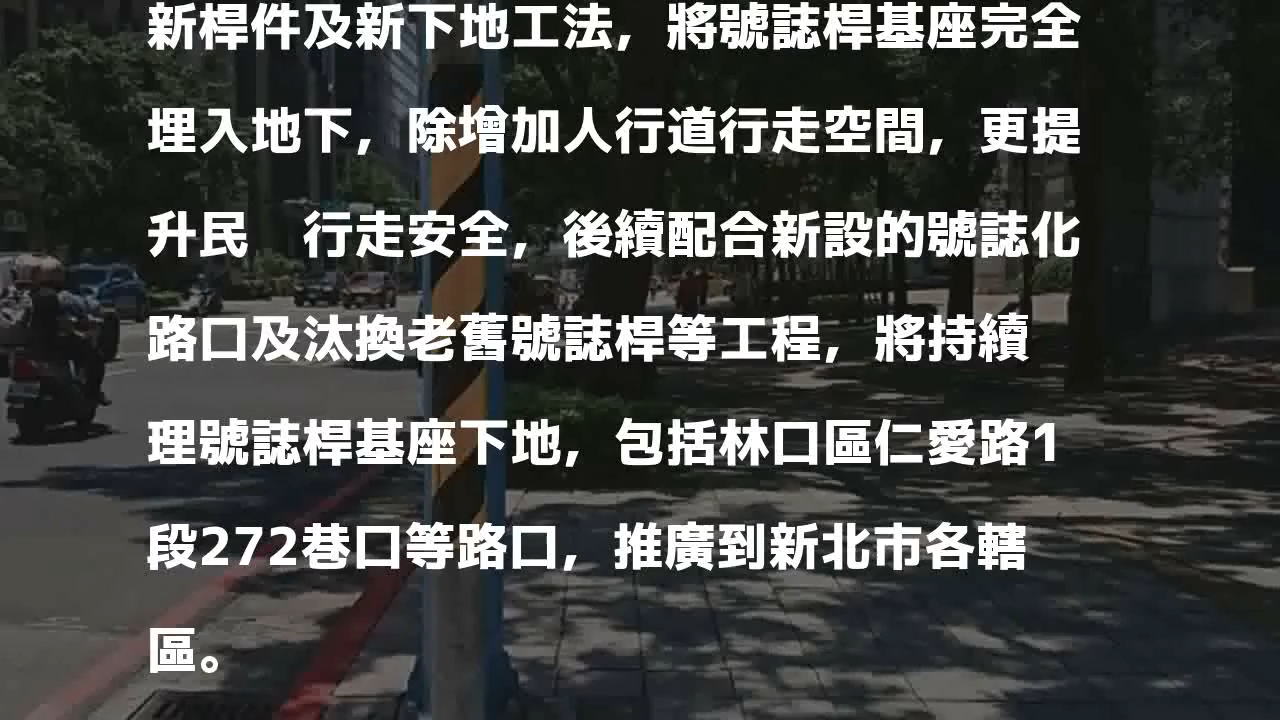 新桿件及新下地工法，將號誌桿基座完全
埋入地下，除增加人行道行走空間，更提
升民　行走安全，後續配合新設的號誌化
路口及汰換老舊號誌桿等工程，將持續
理號誌桿基座下地，包括林口區仁愛路1
段272巷口等路口，推廣到新北市各轄
區。